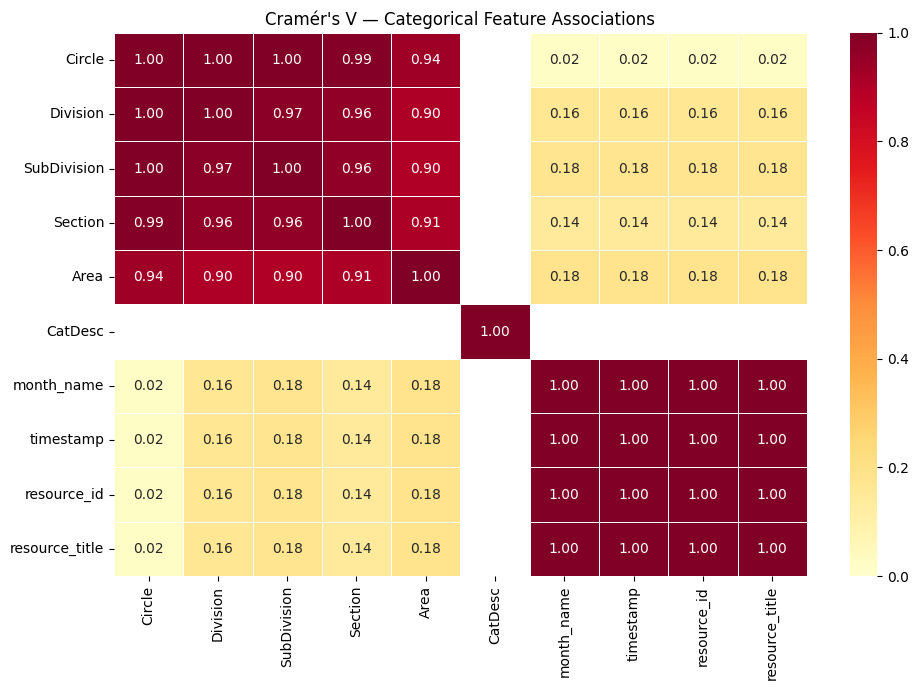 Cramér's V — Categorical Feature Associations
Circle 1.00 1.00 1.00 0.99 0.94 0.02 0.02 0.02 0.02
Division 1.00 1.00 0.97 0.96 0.90 0.16 0.16 0.16 0.16
SubDivision 1.00 0.97 1.00 0.96 0.90 0.18 0.18 0.18 0.18
Section 0.99 0.96 0.96 1.00 0.91 0.14 0.14 0.14 0.14
Area 0.94 0.90 0.90 0.91 1.00 0.18 0.18 0.18 0.18
CatDesc 1.00
month_name 0.02 0.16 0.18 0.14 0.18 1.00 1.00 1.00 1.00
timestamp 0.02 0.16 0.18 0.14 0.18 1.00 1.00 1.00 1.00
resource_id 0.02 0.16 0.18 0.14 0.18 1.00 1.00 1.00 1.00
resource_title 0.02 0.16 0.18 0.14 0.18 1.00 1.00 1.00 1.00
Circle Division SubDivision Section Area CatDesc month_name timestamp resource_id resource_title
1.0
0.8
0.6
0.4
0.2
0.0